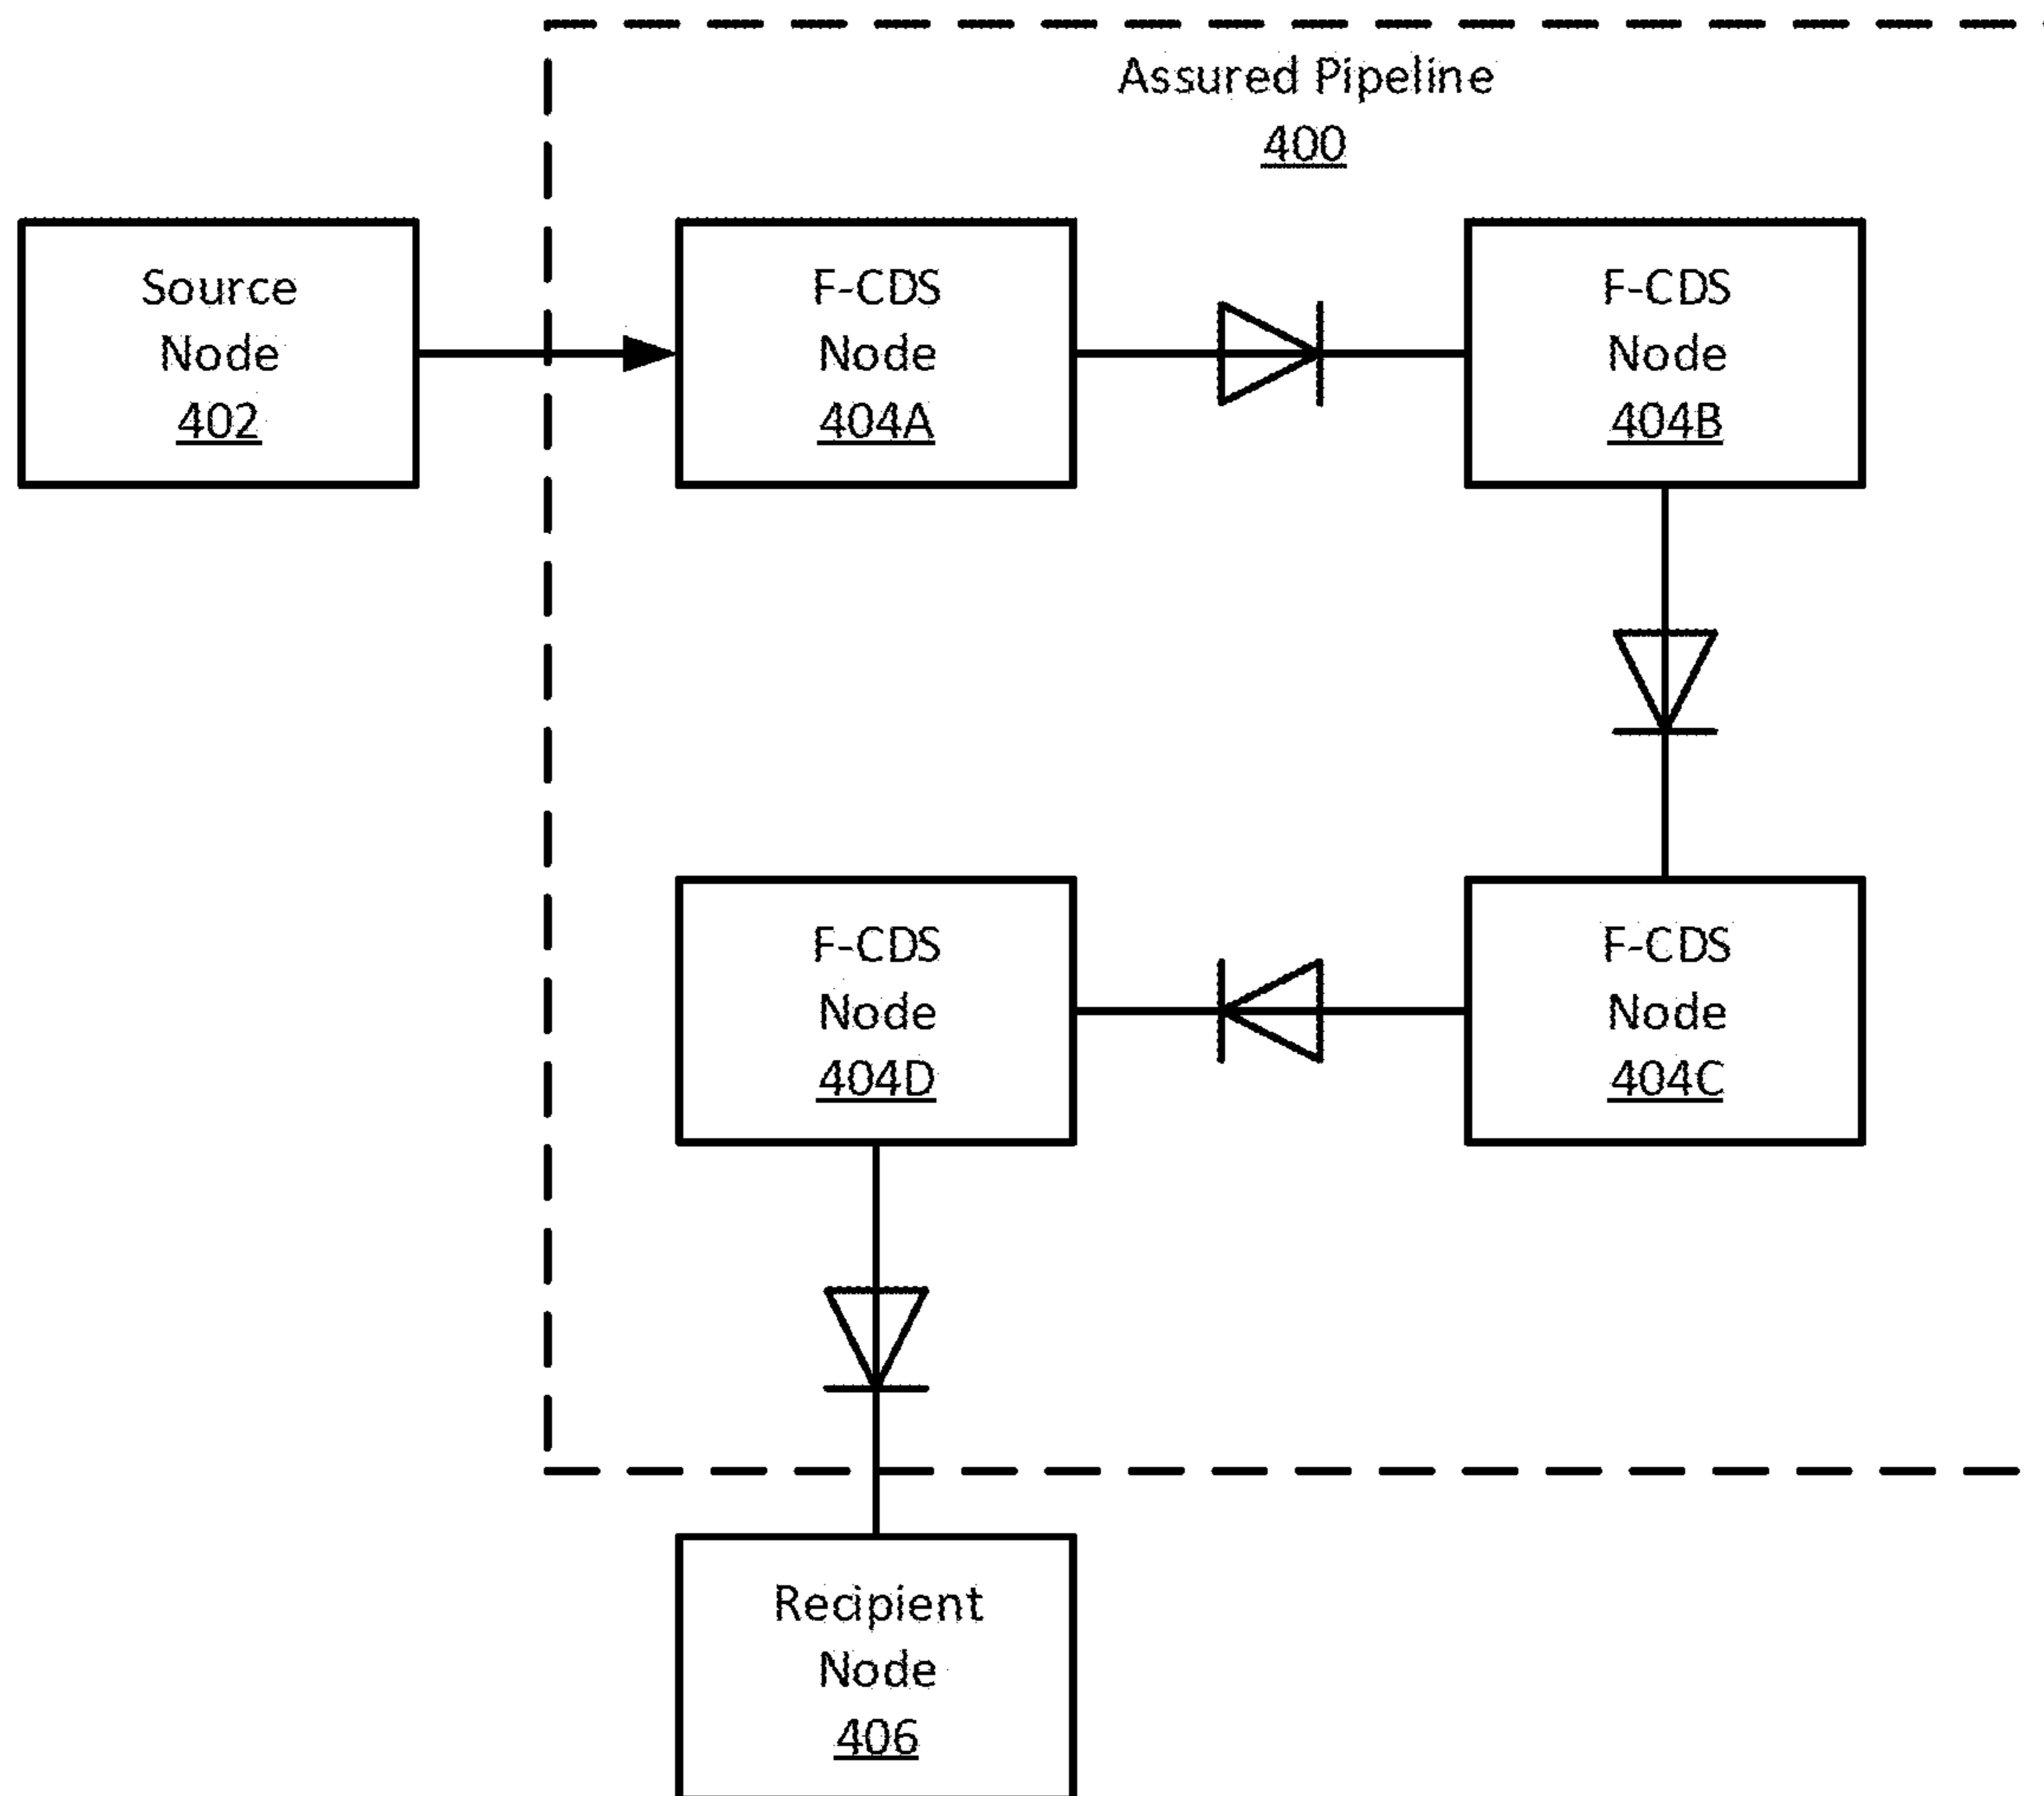 Assured Pipeline
400
Source
Node
402
F-CDS
Node
404A
F-CDS
Node
404B
F-CDS
Node
404D
F-CDS
Node
404C
Recipient
Node
406